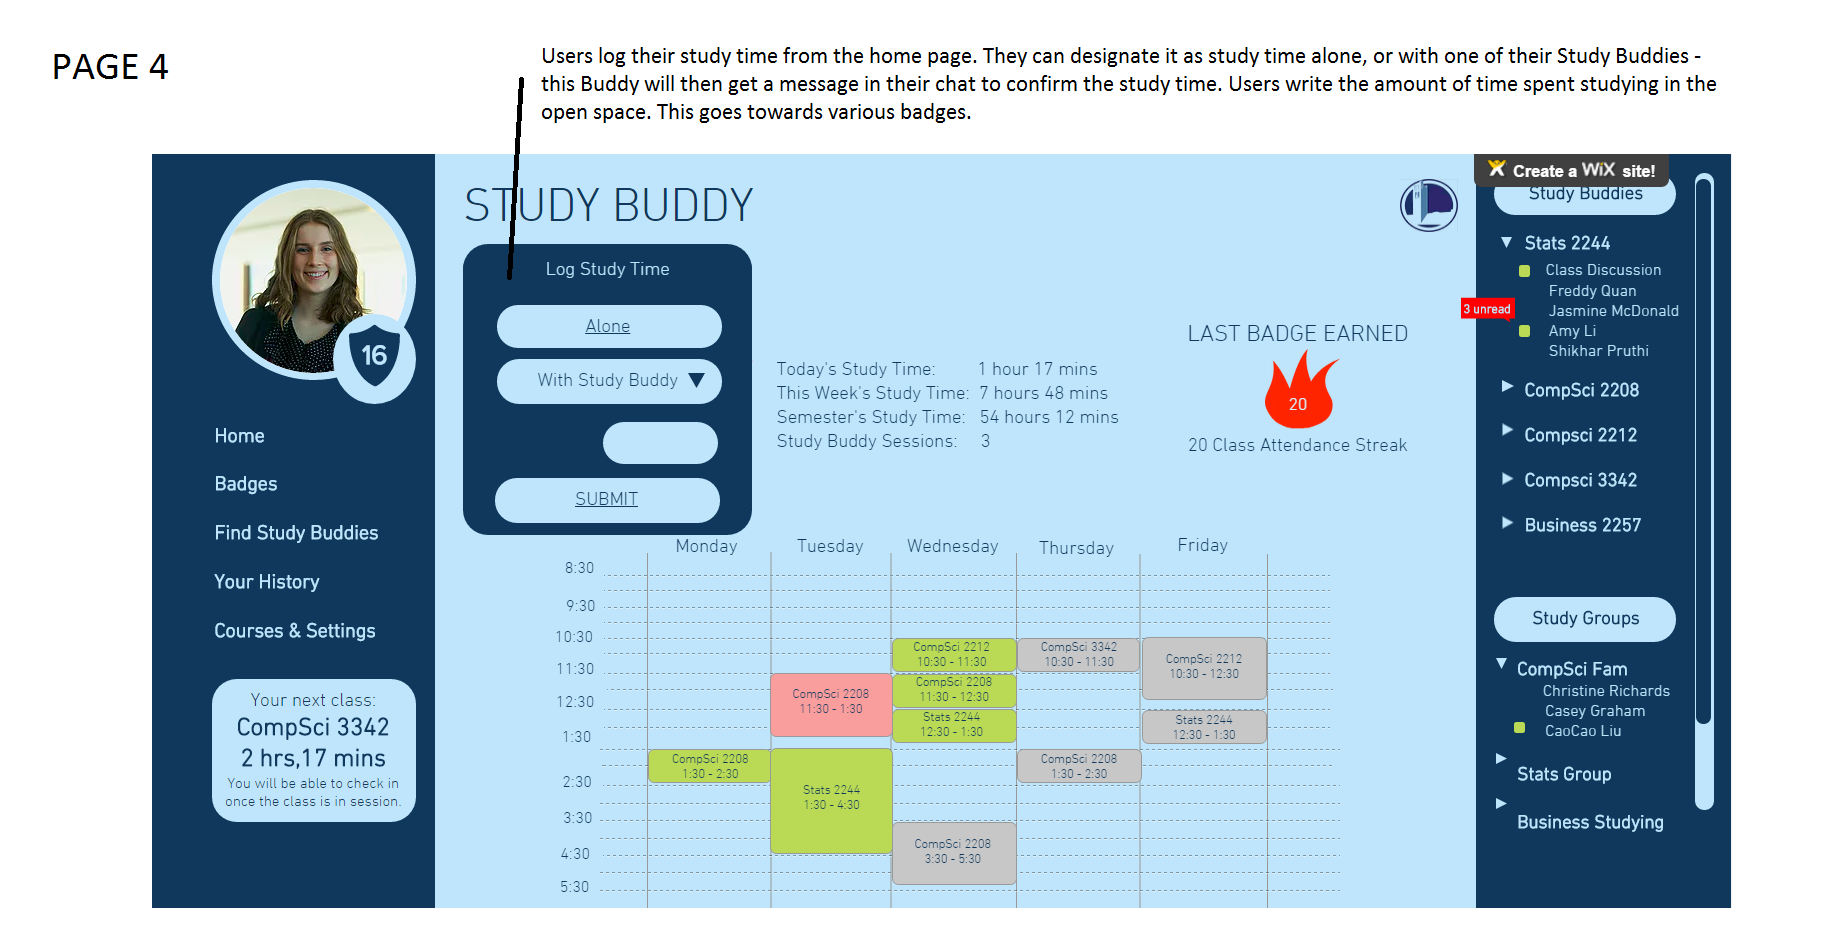 PAGE 4
Users log their study time from the home page. They can designate it as study time alone, or with one of their Study Buddies -
this Buddy will then get a message in their chat to confirm the study time. Users write the amount of time spent studying in the
open space. This goes towards various badges.
16
Home
Badges
Find Study Buddies
Your History
Courses & Settings
Your next class:
CompSci 3342
2 hrs,17 mins
You will be able to check in
once the class is in session.
STUDY BUDDY
Log Study Time
Alone
With Study Buddy
SUBMIT
Today's Study Time: 1 hour 17 mins
This Week's Study Time: 7 hours 48 mins
Semester's Study Time: 54 hours 12 mins
Study Buddy Sessions: 3
LAST BADGE EARNED
20
20 Class Attendance Streak
Monday Tuesday Wednesday Thursday Friday
8:30
9:30
10:30
11:30
12:30
1:30
2:30
3:30
4:30
5:30
CompSci 2208
1:30 - 2:30
CompSci 2208
11:30 - 1:30
Stats 2244
1:30 - 4:30
CompSci 2212
10:30 - 11:30
CompSci 2208
11:30 - 12:30
Stats 2244
12:30 - 1:30
CompSci 2208
3:30 - 5:30
CompSci 3342
10:30 - 11:30
CompSci 2208
1:30 - 2:30
CompSci 2212
10:30 - 12:30
Stats 2244
12:30 - 1:30
Create a WiX site!
Study Buddies
Stats 2244
Class Discussion
Freddy Quan
Jasmine McDonald
3 unread
Amy Li
Shikhar Pruthi
CompSci 2208
Compsci 2212
Compsci 3342
Business 2257
Study Groups
CompSci Fam
Christine Richards
Casey Graham
CaoCao Liu
Stats Group
Business Studying